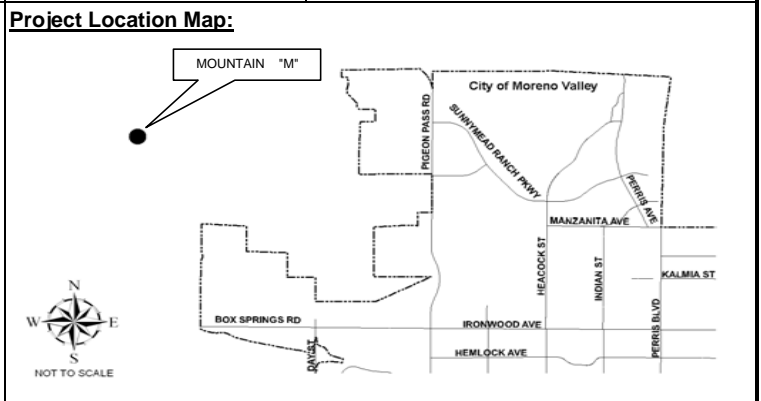 Project Location Map:
MOUNTAIN "M"
City of Moreno Valley
PIGEON PASS RD
SUNNYMEAD RANCH PKWY
PERRIS AVE
MANZANITA AVE
HEACOCK ST
INDIAN ST
KALMIA ST
PERRIS BLVD
BOX SPRINGS RD
IRONWOOD AVE
DAY ST
HEMLOCK AVE
N
W
E
S
NOT TO SCALE